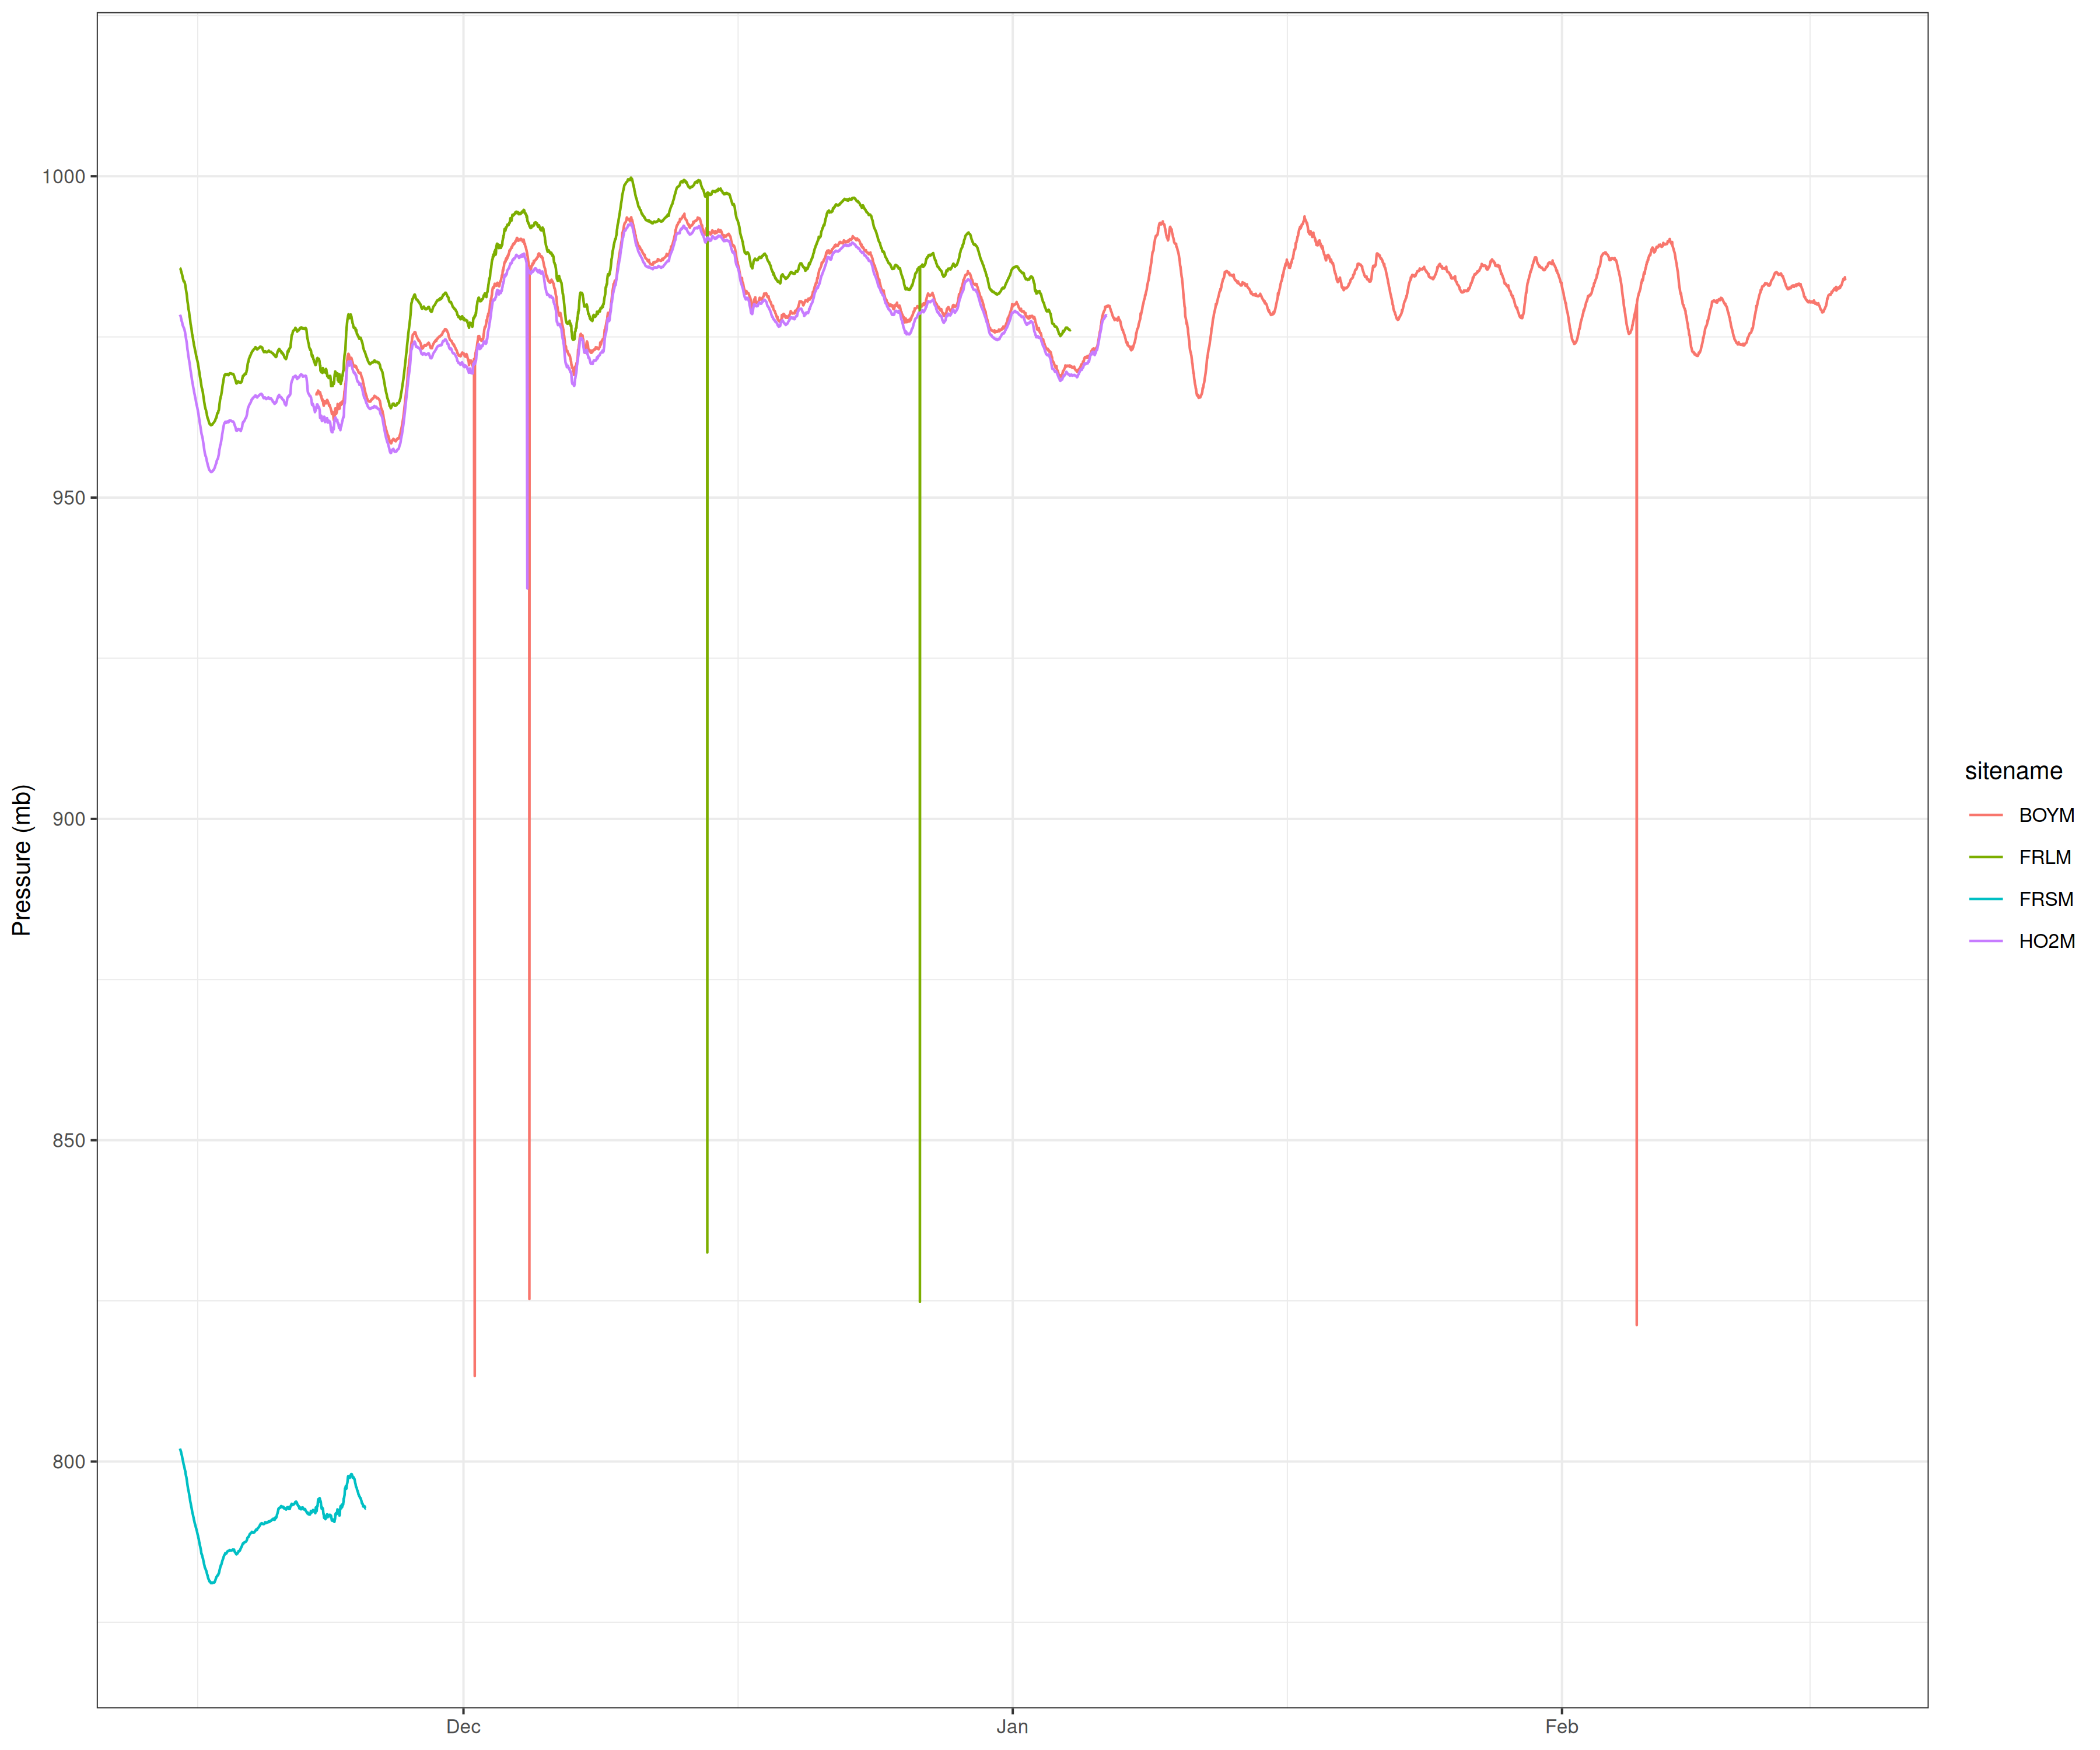 1000
950
900
850
800
Pressure (mb)
Dec
Jan
Feb
sitename
BOYM
FRLM
FRSM
HO2M